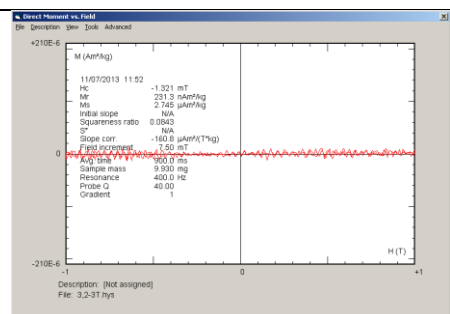 Direct Moment vs. Field
File Description View Tools Advanced
+210E-6
M (Am²/kg)
11/07/2013 11:52
Hc -1.321 mT
Mr 231.3 nAm²/kg
Ms 2.745 µAm²/kg
Initial slope N/A
Squareness ratio 0.0843
S* N/A
Slope corr. -160.8 µAm²/(T*kg)
Field increment 7.50 mT
0
Avg. time 900.0 ms
Sample mass 9.930 mg
Resonance 400.0 Hz
Probe Q 40.00
Gradient 1
H (T)
-210E-6
-1 0 +1
Description: [Not assigned]
File: 3,2-3T.hys